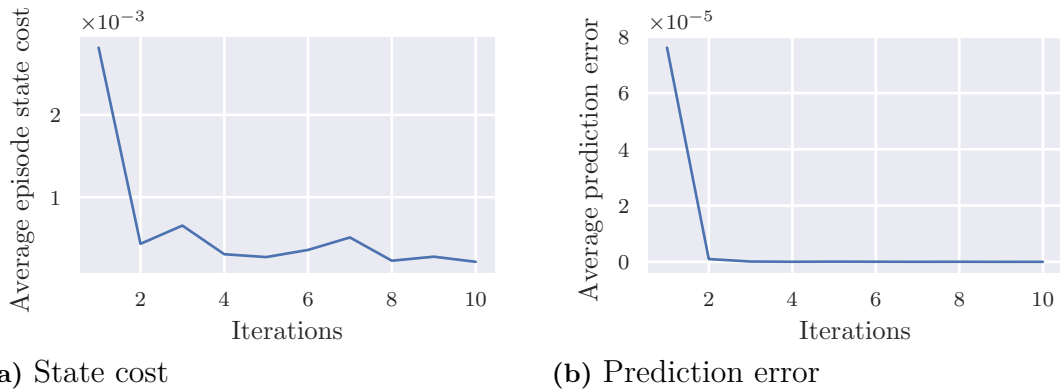 ×10−3
Average episode state cost
2
1
2 4 6 8 10
Iterations
a) State cost
×10−5
Average prediction error
8
6
4
2
0
2 4 6 8 10
Iterations
(b) Prediction error